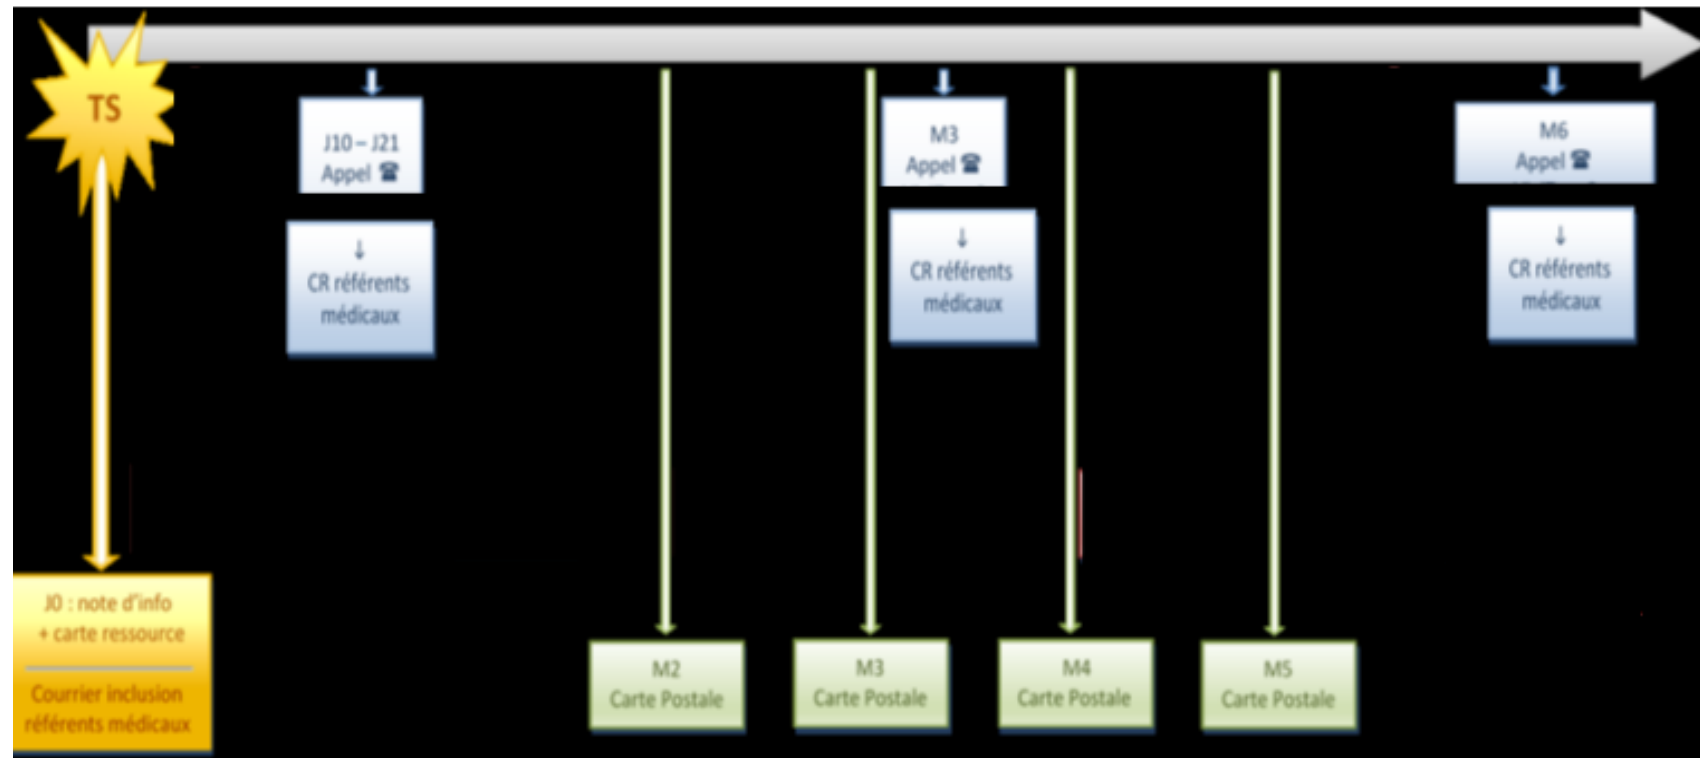 TS
J10 – J21
Appel ☎
↓
CR référents
médicaux
M3
Appel ☎
↓
CR référents
médicaux
M6
Appel ☎
↓
CR référents
médicaux
J0 : note d'info
+ carte ressource
Courrier inclusion
référents médicaux
M2
Carte Postale
M3
Carte Postale
M4
Carte Postale
M5
Carte Postale